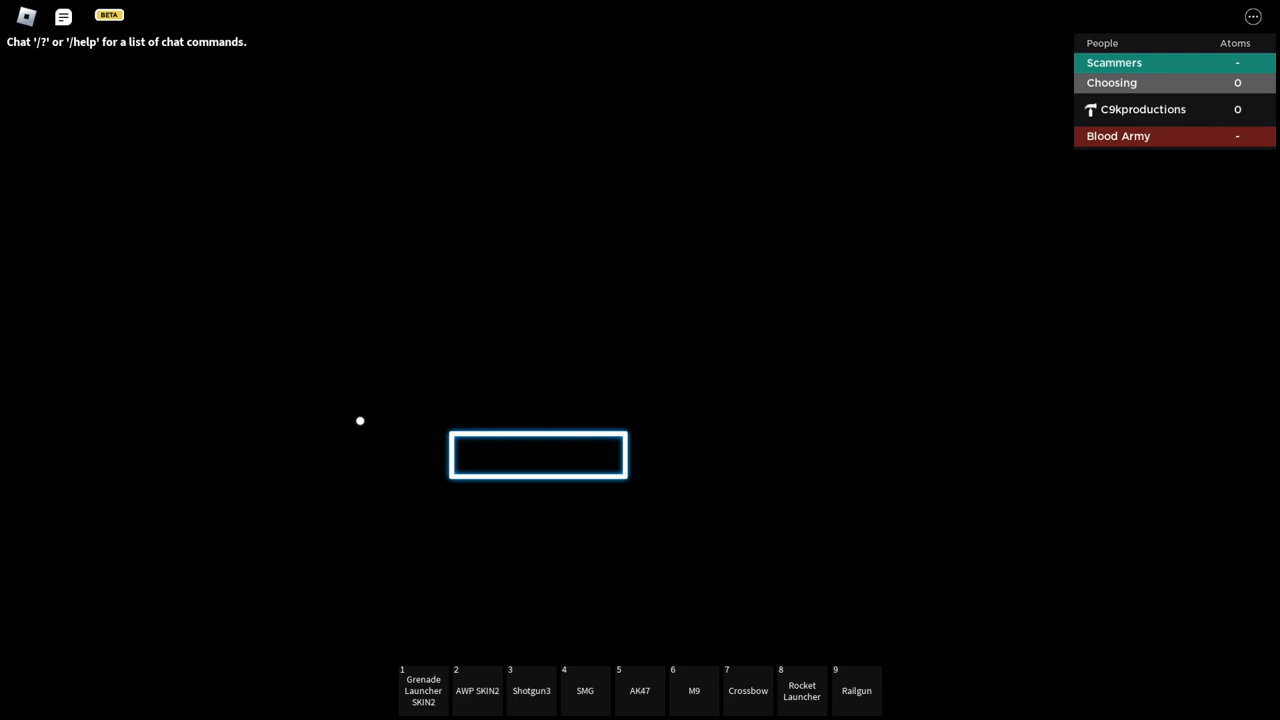 BETA
Chat '/?' or '/help' for a list of chat commands.
People Atoms
Scammers -
Choosing 0
C9kproductions 0
Blood Army -
1 2 3 4 5 6 7 8 9
Grenade Launcher SKIN2
AWP SKIN2
Shotgun3
SMG
AK47
M9
Crossbow
Rocket Launcher
Railgun